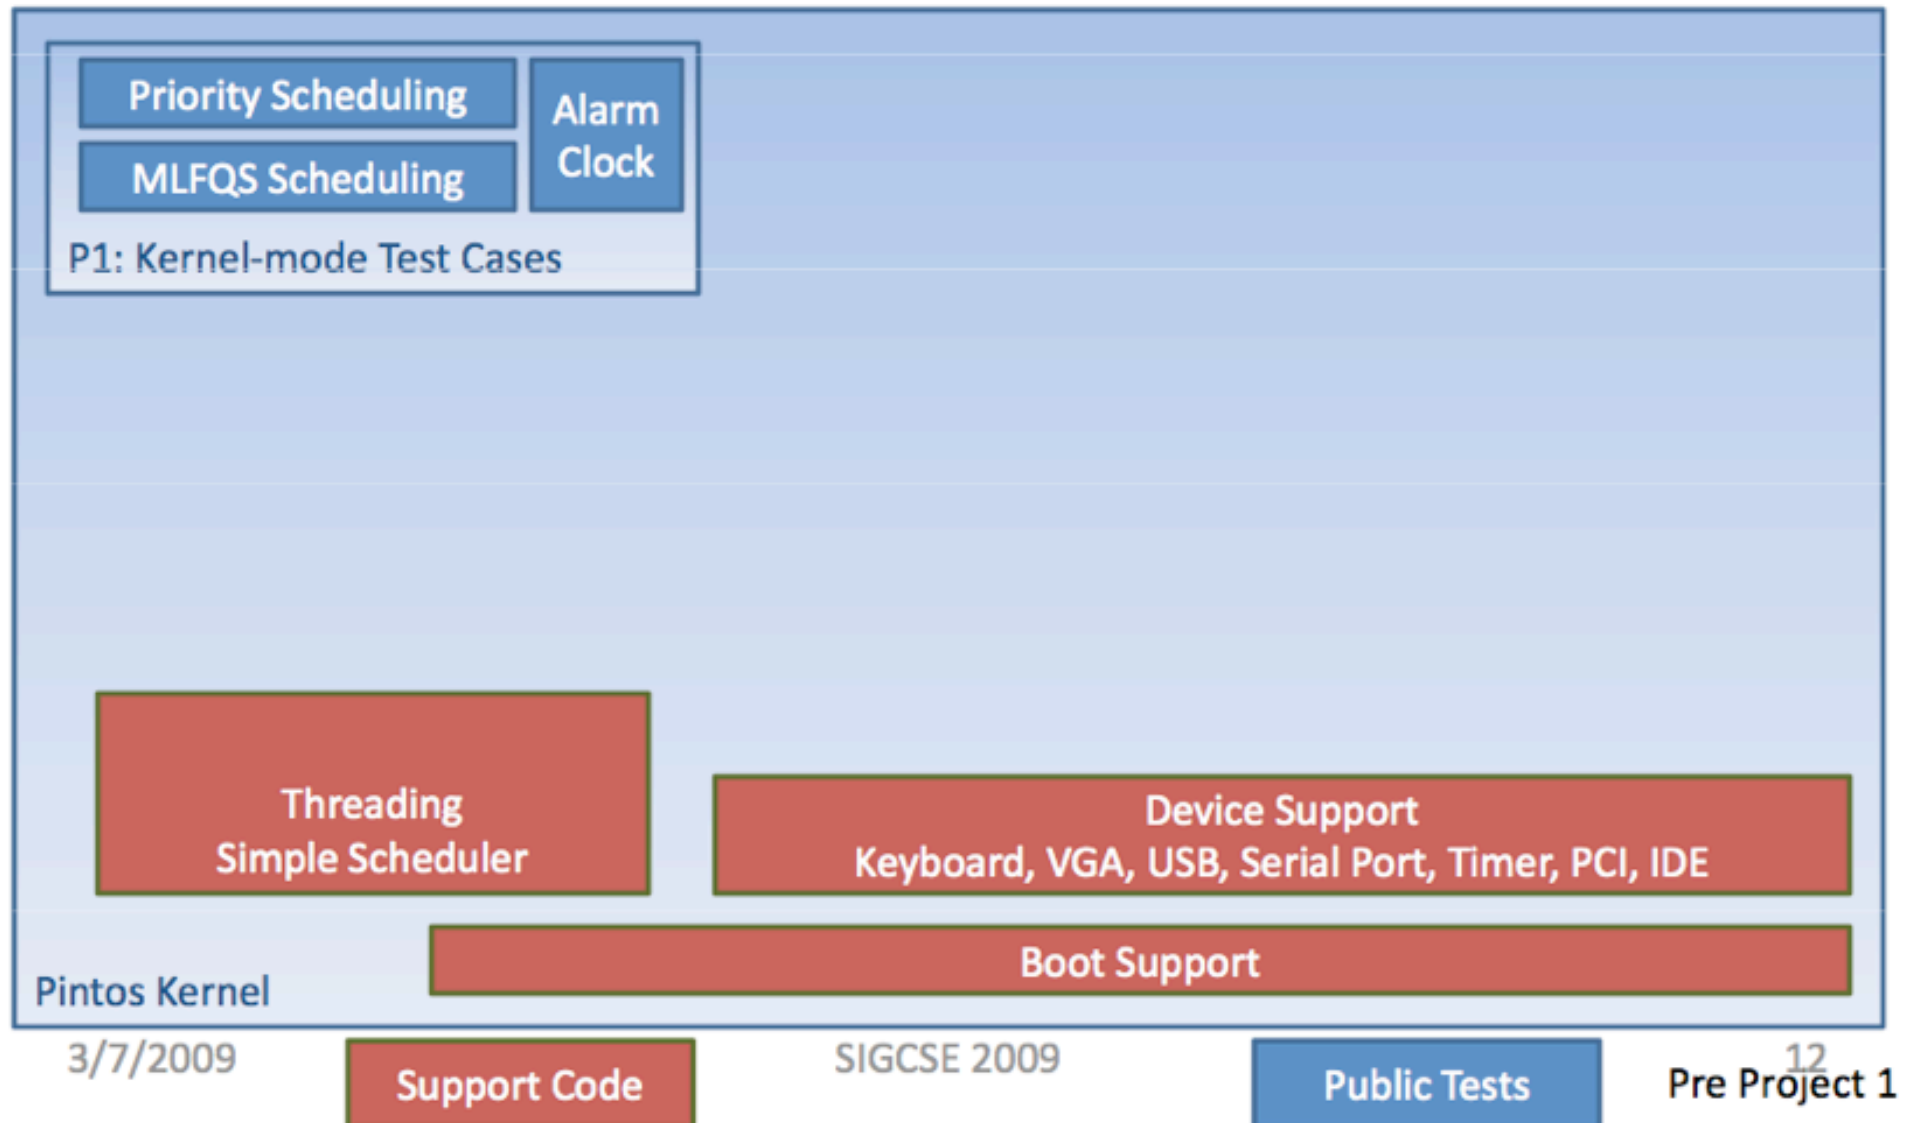 Priority Scheduling
MLFQS Scheduling
Alarm
Clock
P1: Kernel-mode Test Cases
Threading
Simple Scheduler
Device Support
Keyboard, VGA, USB, Serial Port, Timer, PCI, IDE
Boot Support
Pintos Kernel
3/7/2009
SIGCSE 2009
12
Support Code
Public Tests
Pre Project 1